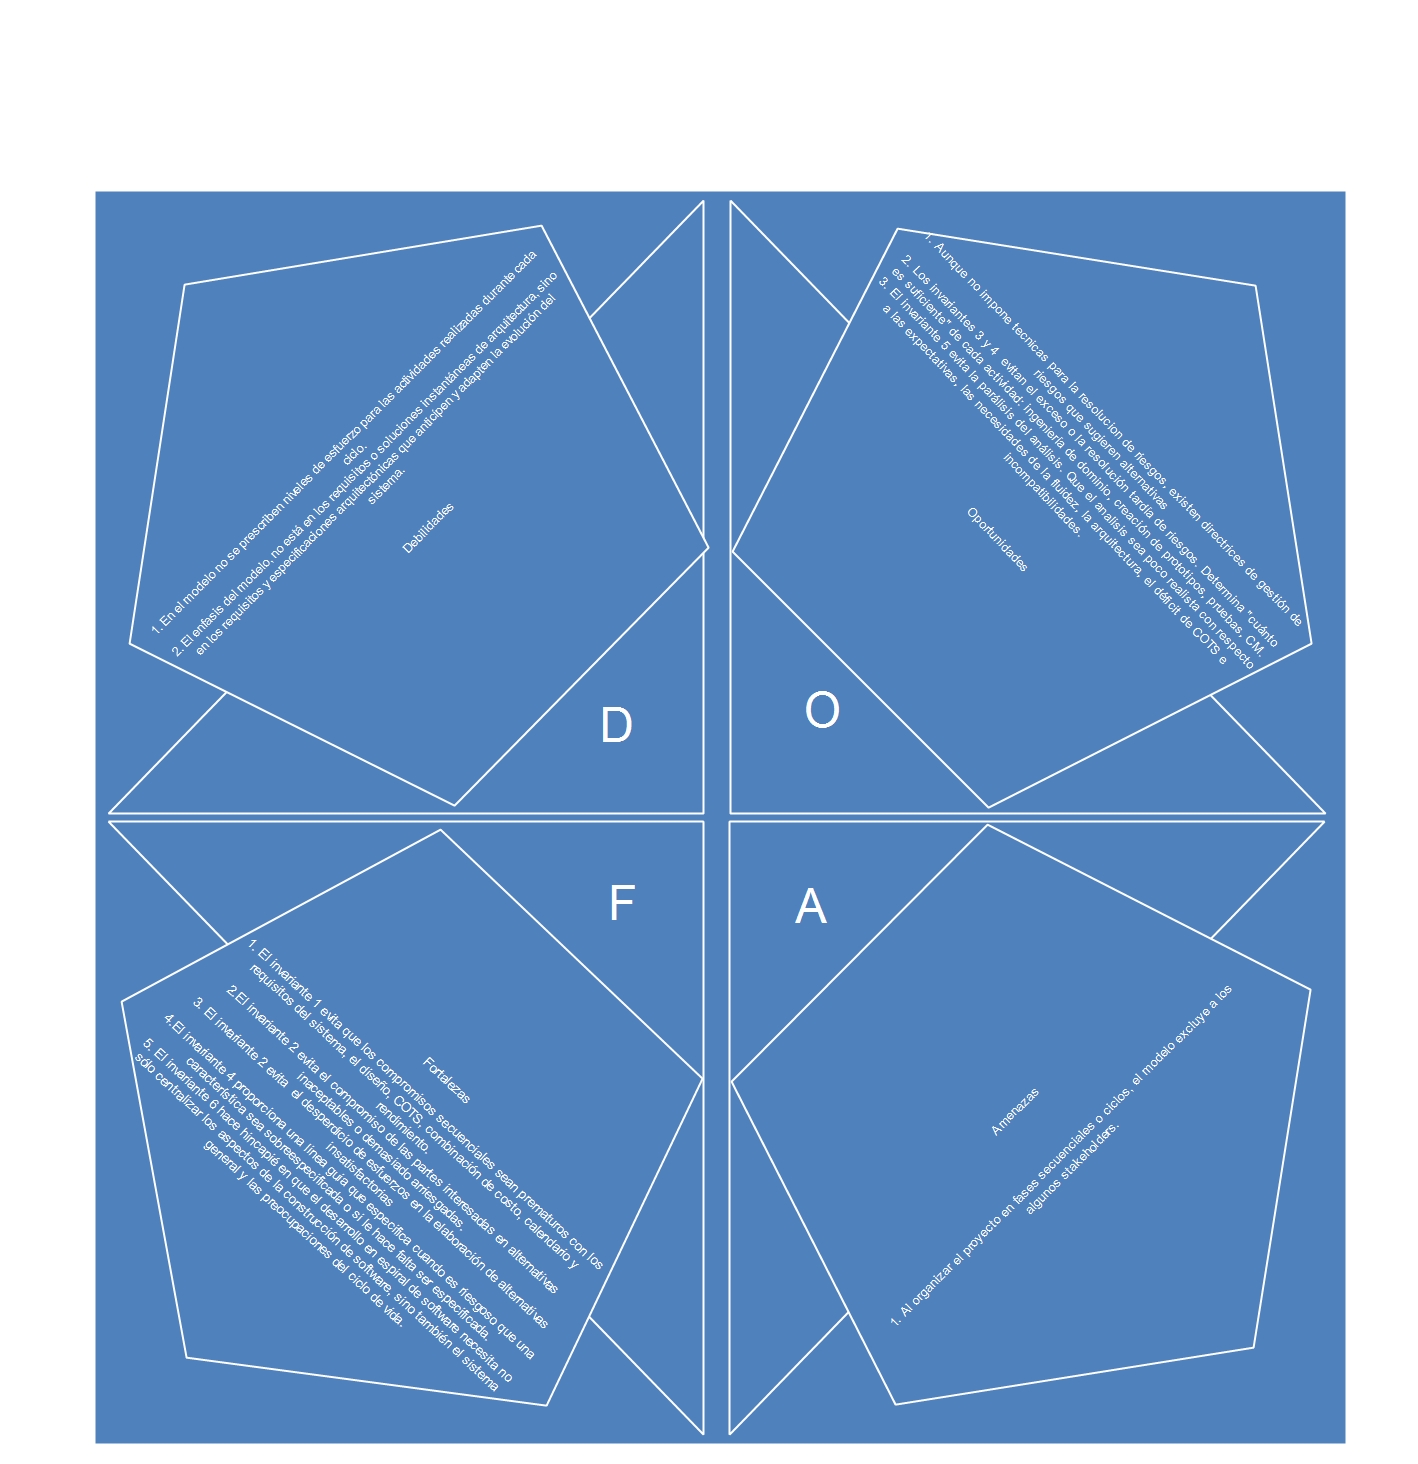 1. En el modelo no se prescriben niveles de esfuerzo para las actividades realizadas durante cada
ciclo.
2. El enfasis del modelo, no está en los requisitos o soluciones instantáneas de arquitectura, sino
en los requisitos y especificaciones arquitectónicas que anticipen y adapten la evolución del
sistema.
Debilidades
D
1. Aunque no impone tecnicas para la resolucion de riesgos, existen directrices de gestión de
riesgos que sugieren alternativas
2. Los invariantes 3 y 4 evitan el exceso o la resolución tardía de riesgos. Determina "cuánto
es suficiente" de cada actividad: ingeniería de dominio, creación de prototipos, pruebas, CM.
3. El invariante 5 evita la parálisis del análisis. Que el analisis sea poco realista con respecto
a las expectativas, las necesidades de la fluidez, la arquitectura, el déficit de COTS e
incompatibilidades.
Oportunidades
O
F
Fortalezas
1. El invariante 1 evita que los compromisos secuenciales sean prematuros con los
requisitos del sistema, el diseño, COTS, combinación de costo, calendario y
rendimiento.
2.El invariante 2 evita el compromiso de las partes interesadas en alternativas
inaceptables o demasiado arriesgadas.
3. El invariante 2 evita el desperdicio de esfuerzos en la elaboración de alternativas
insatisfactorias
4.El invariante 4 proporciona una línea guia que especifica cuando es riesgoso que una
característica sea sobreespecificada o si le hace falta ser especificada.
5. El invariante 6 hace hincapié en que el desarrollo en espiral de software necesita no
sólo centralizar los aspectos de la construcción de software, sino también el sistema
general y las preocupaciones del ciclo de vida.
A
Amenazas
1. Al organizar el proyecto en fases secuenciales o ciclos, el modelo excluye a los
algunos stakeholders.